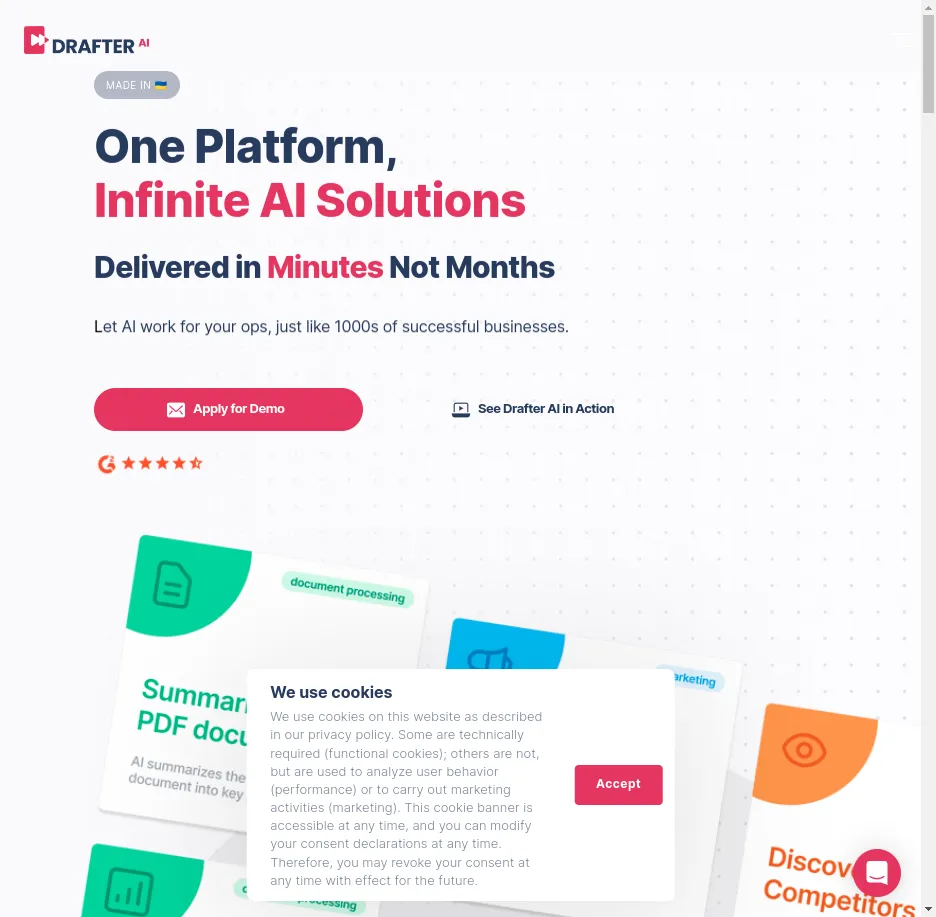 DRAFTER AI
MADE IN 🇺🇦
One Platform,
Infinite AI Solutions
Delivered in Minutes Not Months
Let AI work for your ops, just like 1000s of successful businesses.
Apply for Demo
See Drafter AI in Action
document processing
PDF
AI summarizes the
document into key
Competitors
processing
We use cookies
We use cookies on this website as described
in our privacy policy. Some are technically
required (functional cookies); others are not,
but are used to analyze user behavior
(performance) or to carry out marketing
activities (marketing). This cookie banner is
accessible at any time, and you can modify
your consent declarations at any time.
Therefore, you may revoke your consent at
any time with effect for the future.
Accept